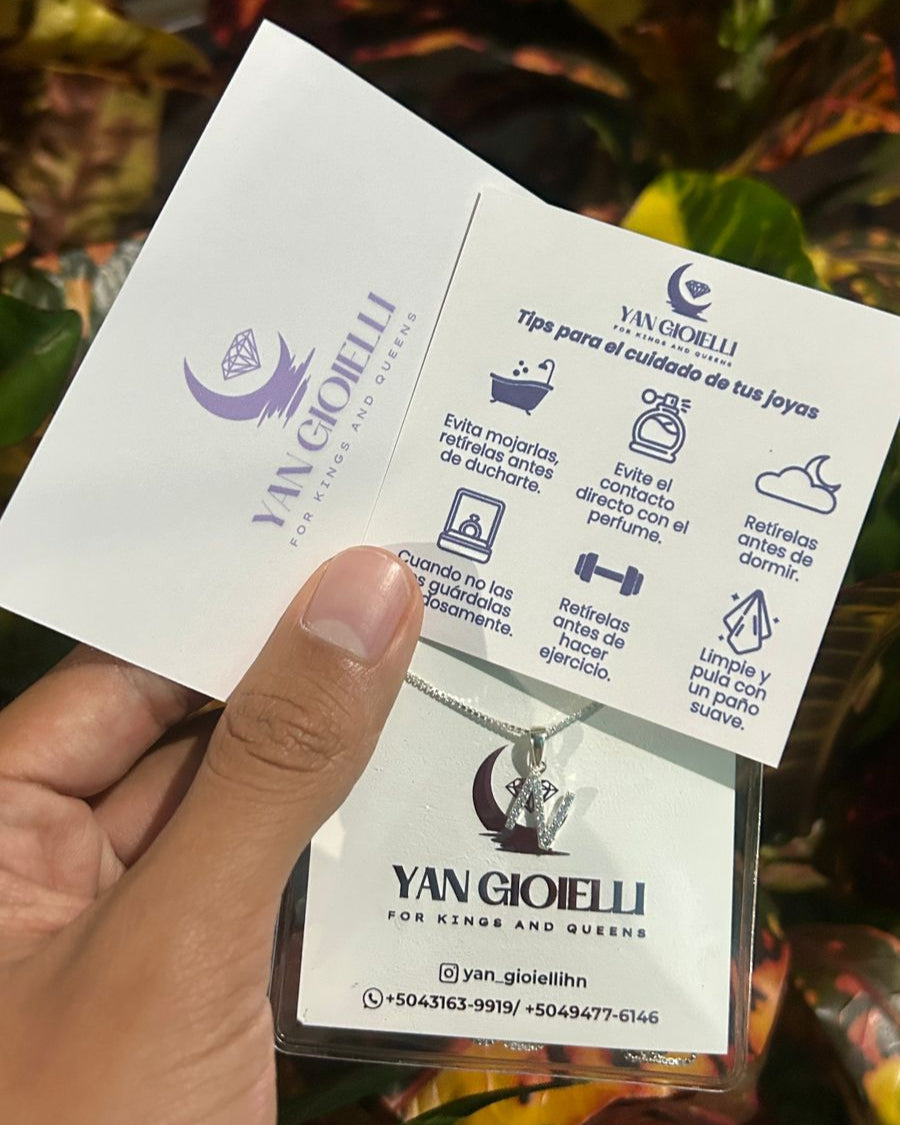 YAN GIOIELLI
FOR KINGS AND QUEENS
YAN GIOIELLI
FOR KINGS AND QUEENS
Tips para el cuidado de tus joyas
Evita mojarlas,
retírelas antes
de ducharte.
Evite el
contacto
directo con el
perfume.
Retírelas
antes de
dormir.
Cuando no las
guárdalas
Retírelas
antes de
hacer
ejercicio.
Limpie y
pula con
un paño
suave.
YAN GIOIELLI
FOR KINGS AND QUEENS
yan_gioiellihn
+5043163-9919/ +5049477-6146